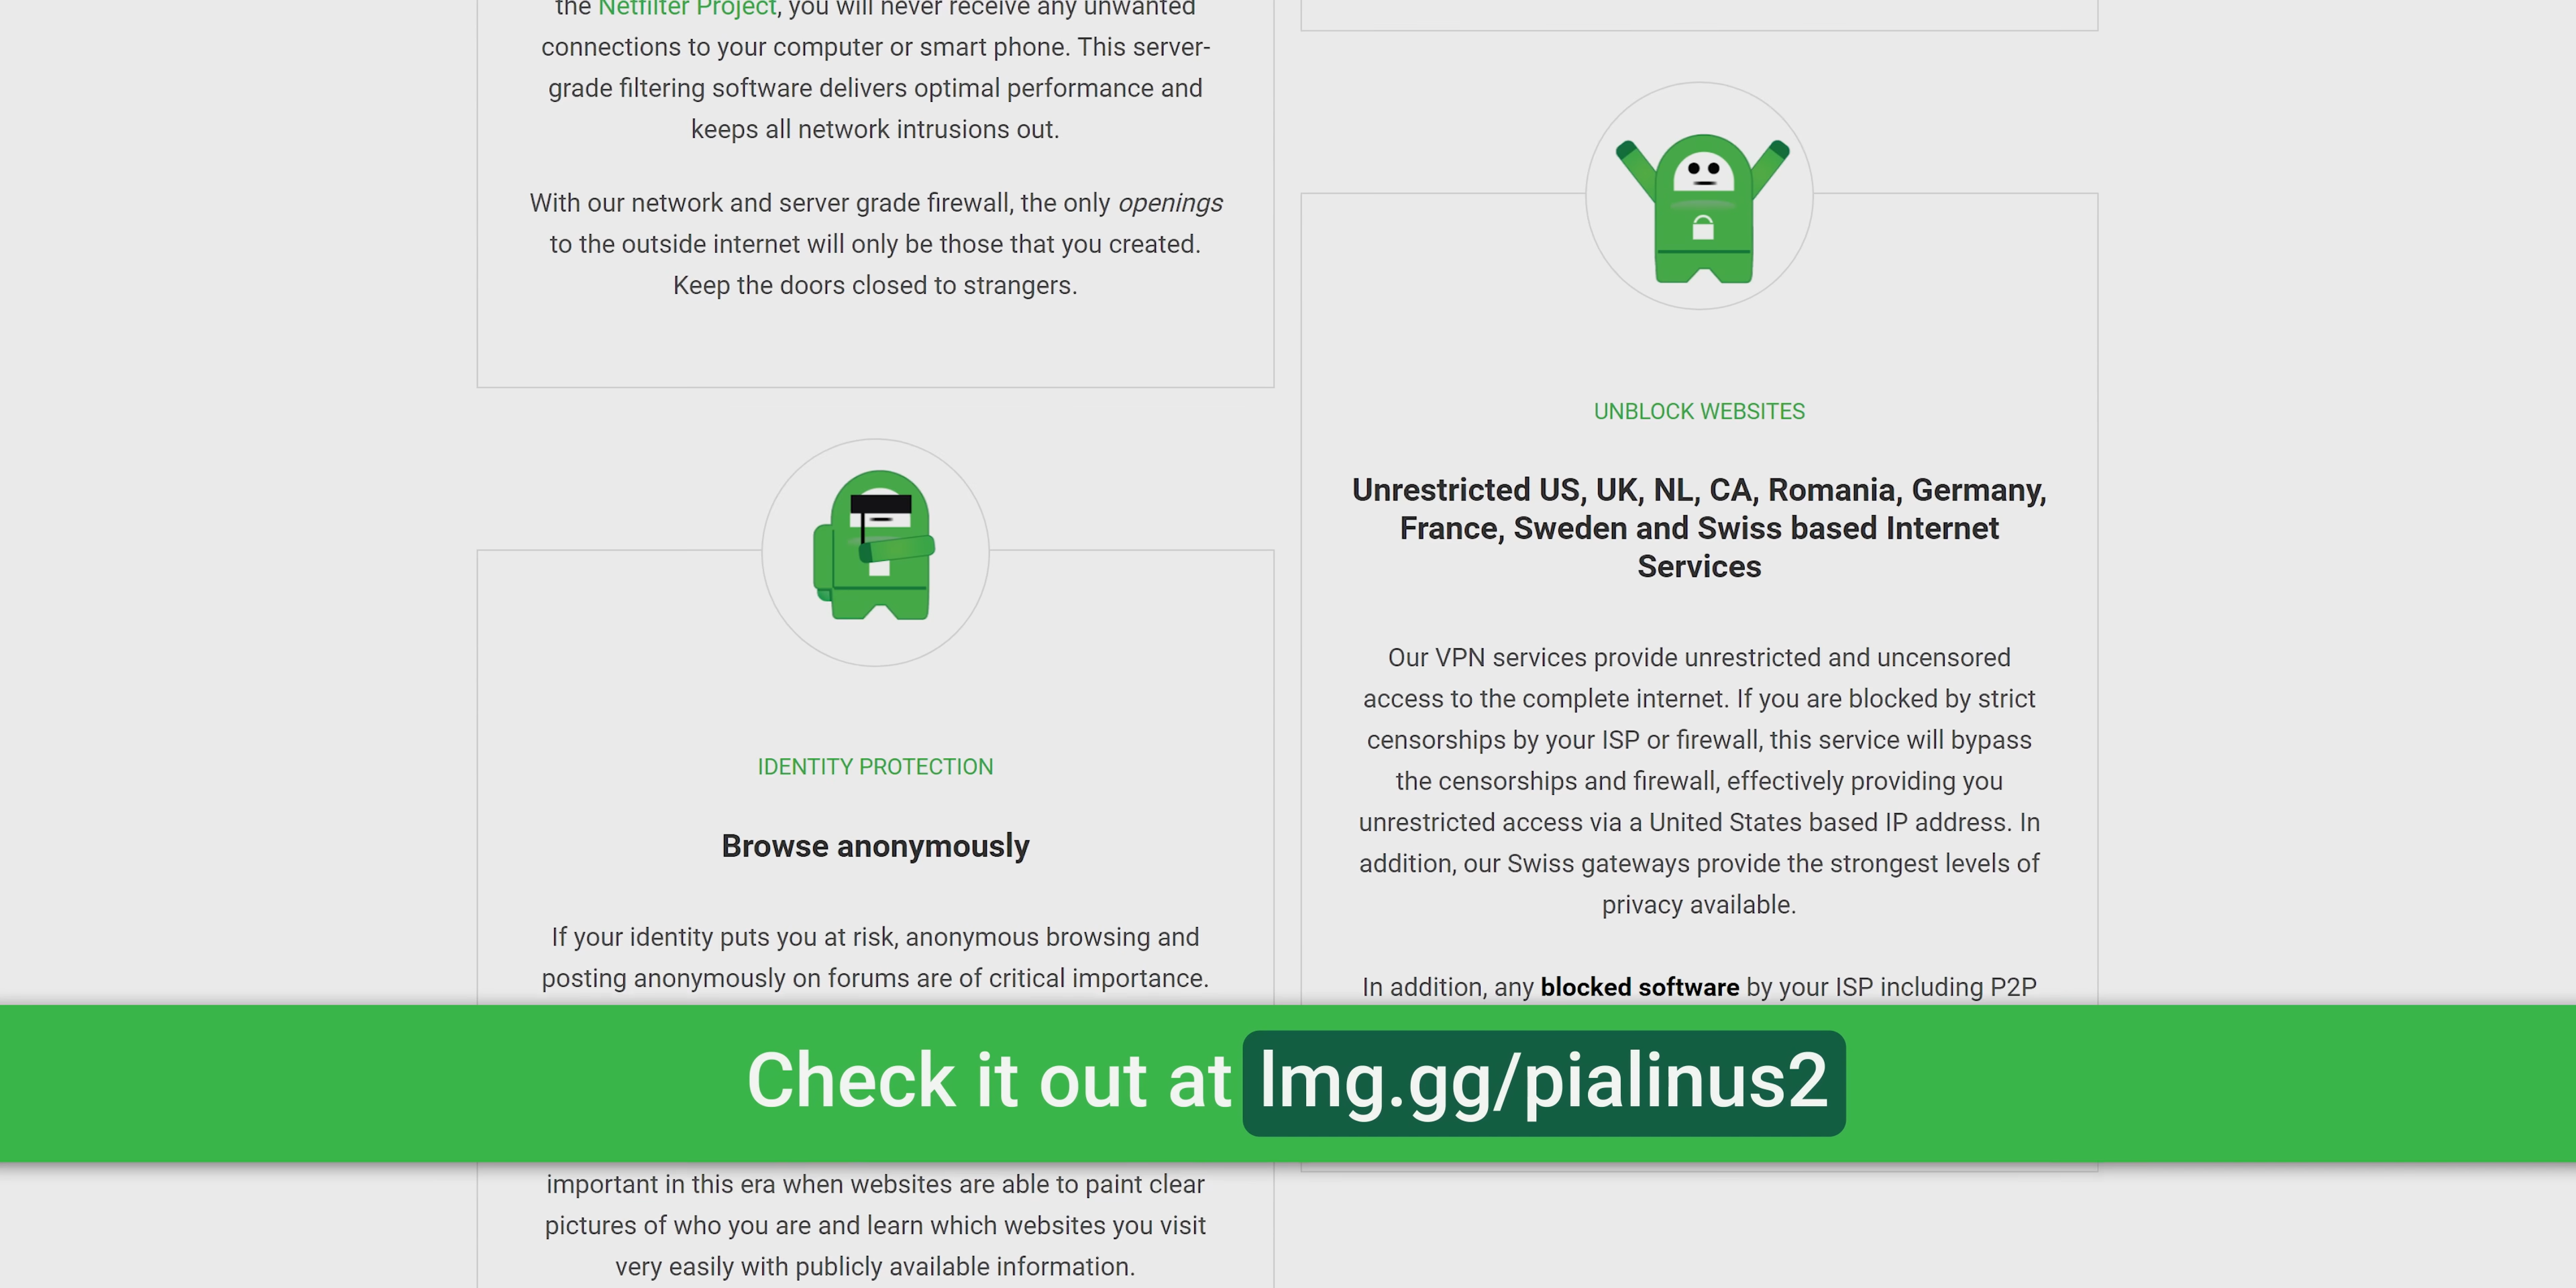 the Netfilter Project, you will never receive any unwanted
connections to your computer or smart phone. This server-
grade filtering software delivers optimal performance and
keeps all network intrusions out.
With our network and server grade firewall, the only openings
to the outside internet will only be those that you created.
Keep the doors closed to strangers.
IDENTITY PROTECTION
Browse anonymously
If your identity puts you at risk, anonymous browsing and
posting anonymously on forums are of critical importance.
UNBLOCK WEBSITES
Unrestricted US, UK, NL, CA, Romania, Germany,
France, Sweden and Swiss based Internet
Services
Our VPN services provide unrestricted and uncensored
access to the complete internet. If you are blocked by strict
censorships by your ISP or firewall, this service will bypass
the censorships and firewall, effectively providing you
unrestricted access via a United States based IP address. In
addition, our Swiss gateways provide the strongest levels of
privacy available.
In addition, any blocked software by your ISP including P2P
Check it out at lmg.gg/pialinus2
important in this era when websites are able to paint clear
pictures of who you are and learn which websites you visit
very easily with publicly available information.